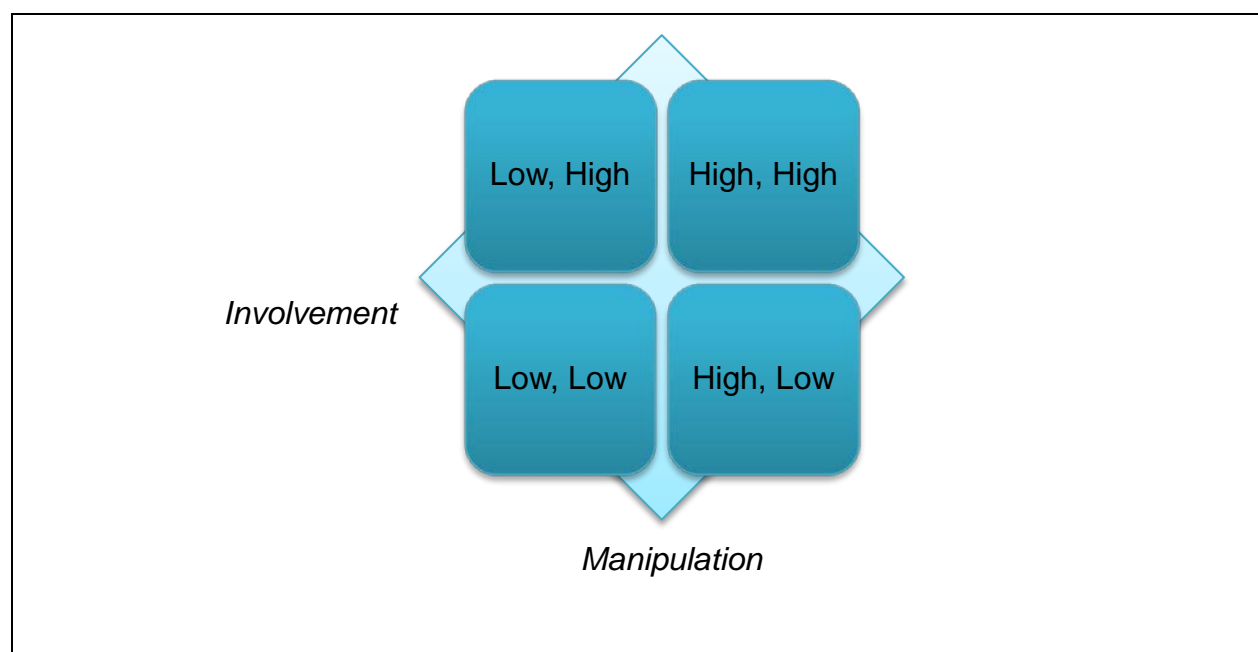 Low, High
High, High
Involvement
Low, Low
High, Low
Manipulation